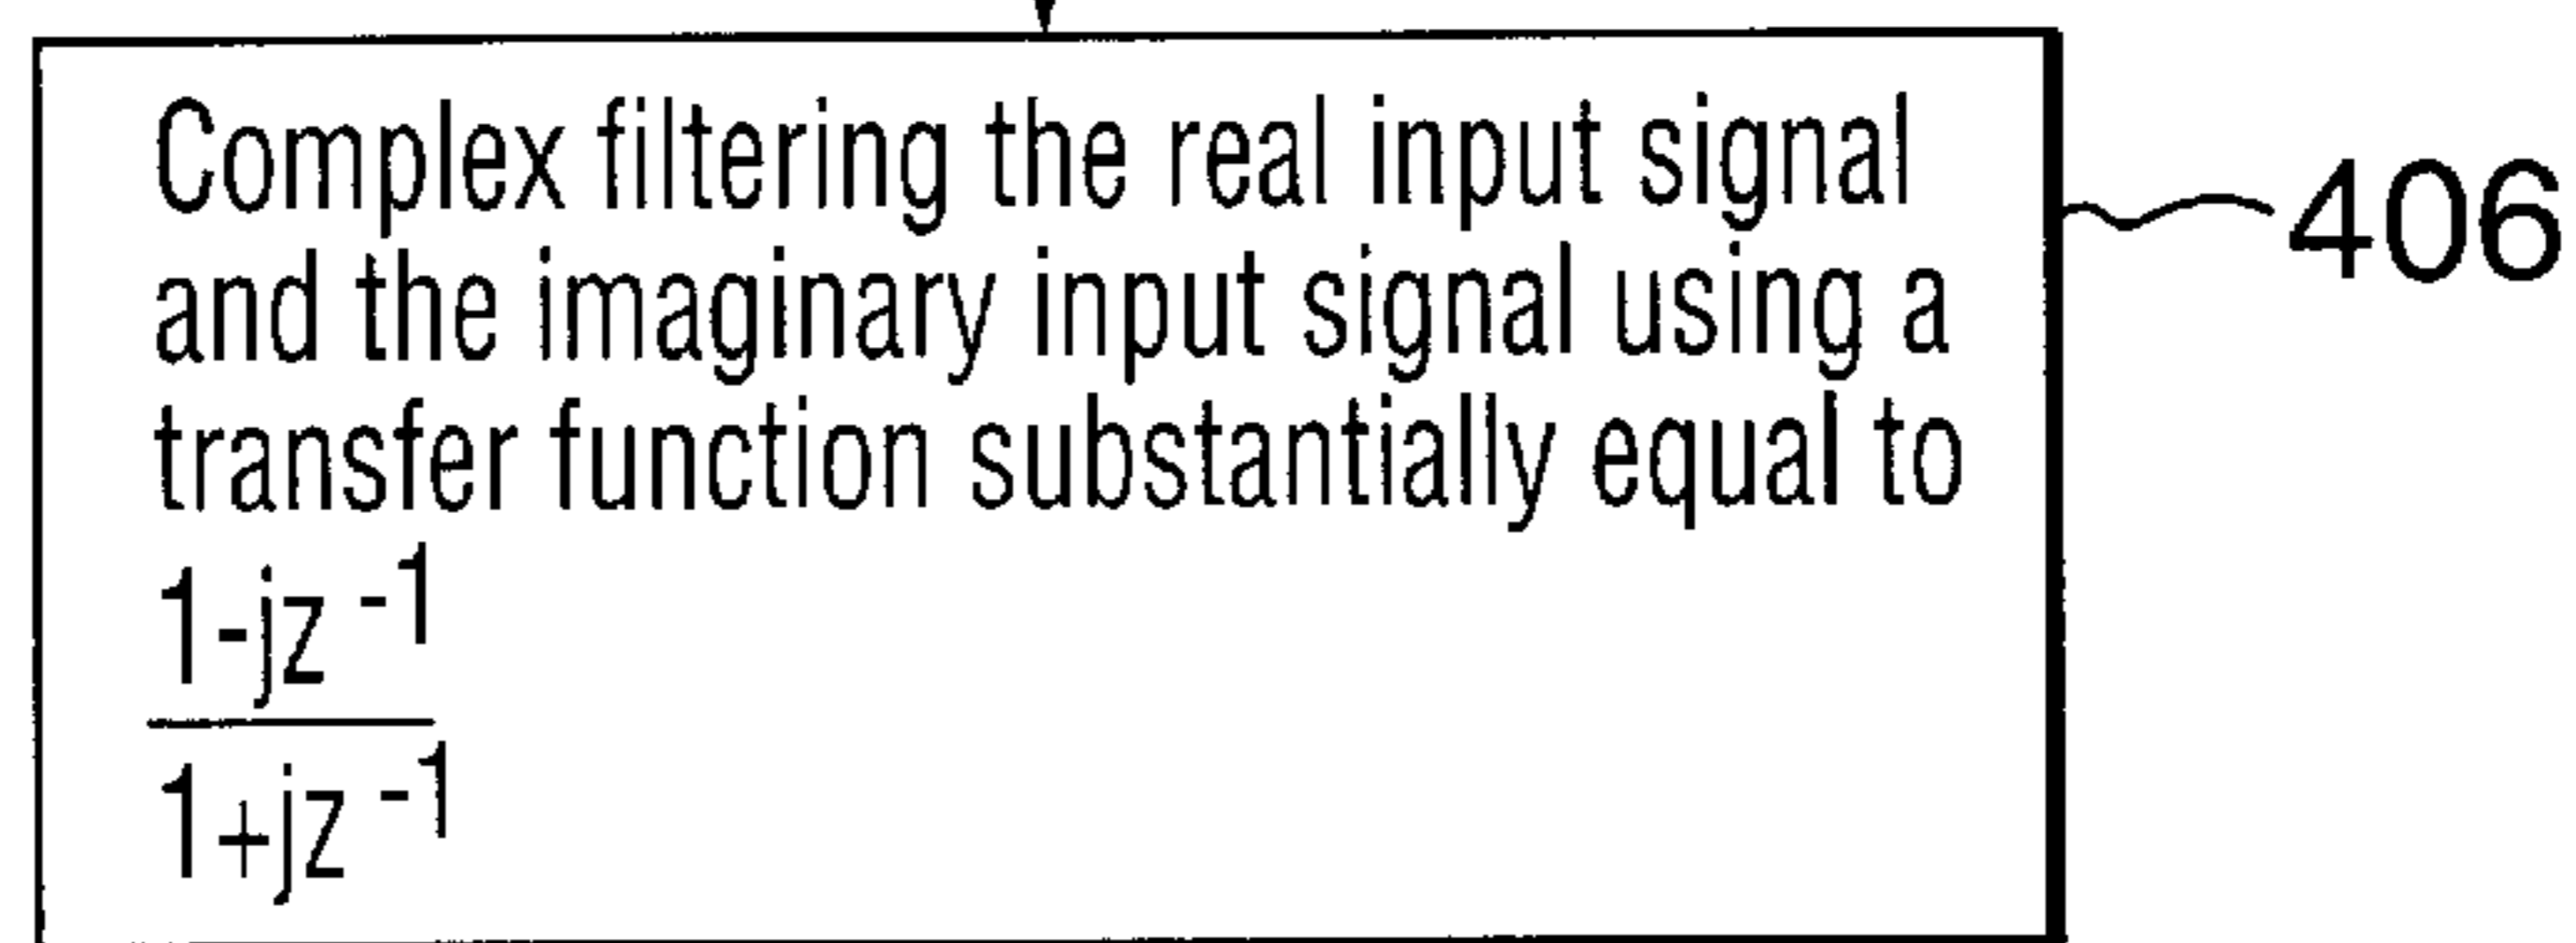 Complex filtering the real input signal
and the imaginary input signal using a
transfer function substantially equal to
1-jz⁻¹
1+jz⁻¹
406